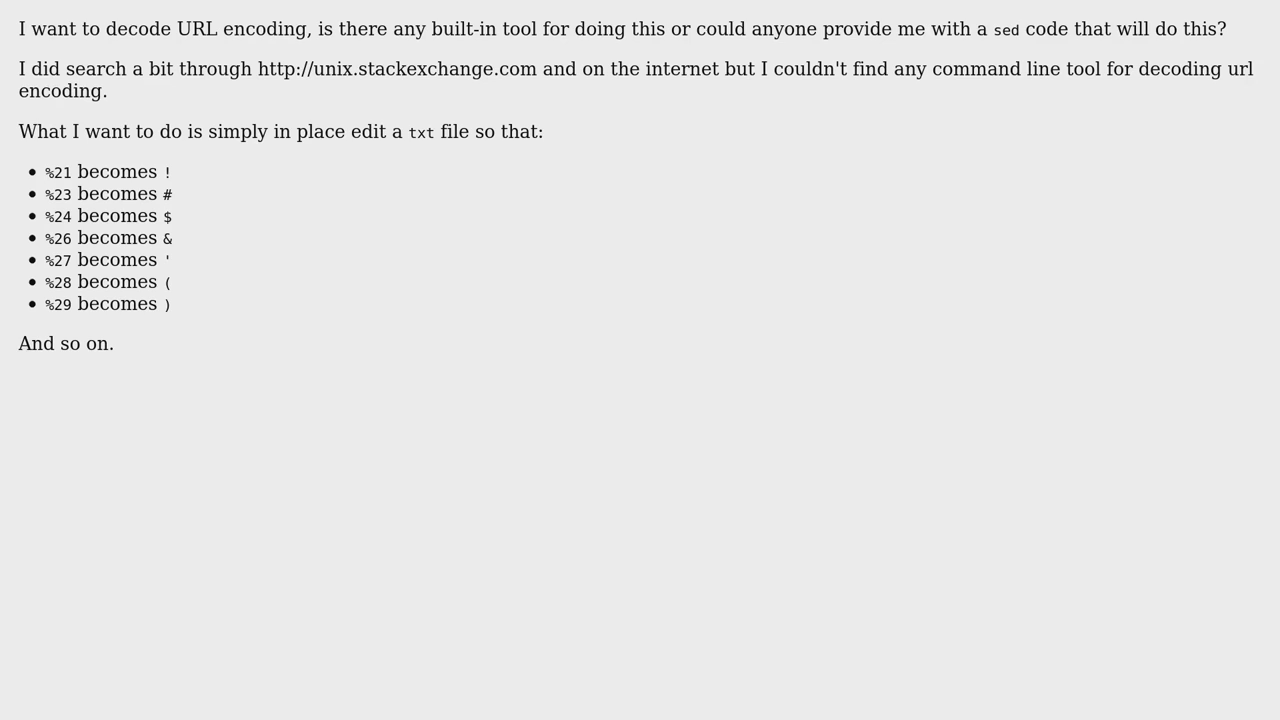 I want to decode URL encoding, is there any built-in tool for doing this or could anyone provide me with a sed code that will do this?
I did search a bit through http://unix.stackexchange.com and on the internet but I couldn't find any command line tool for decoding url
encoding.
What I want to do is simply in place edit a txt file so that:
• %21 becomes !
• %23 becomes #
• %24 becomes $
• %26 becomes &
• %27 becomes '
• %28 becomes (
• %29 becomes )
And so on.